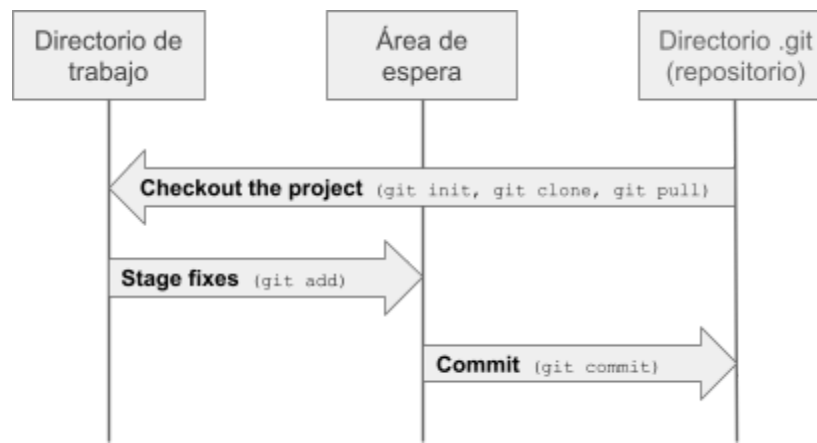 Directorio de
trabajo
Área de
espera
Directorio .git
(repositorio)
Checkout the project (git init, git clone, git pull)
Stage fixes (git add)
Commit (git commit)